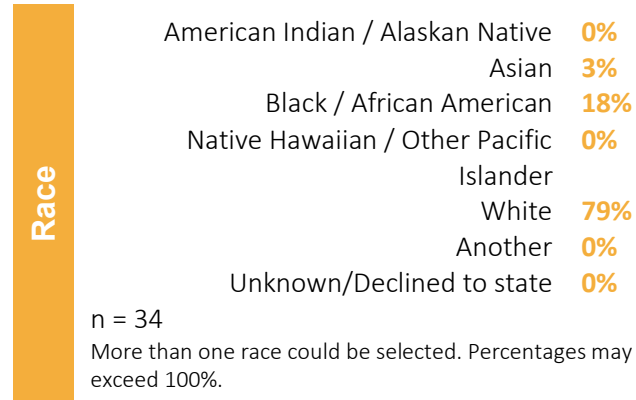 Race
American Indian / Alaskan Native 0%
Asian 3%
Black / African American 18%
Native Hawaiian / Other Pacific 0%
Islander
White 79%
Another 0%
Unknown/Declined to state 0%
n = 34
More than one race could be selected. Percentages may
exceed 100%.